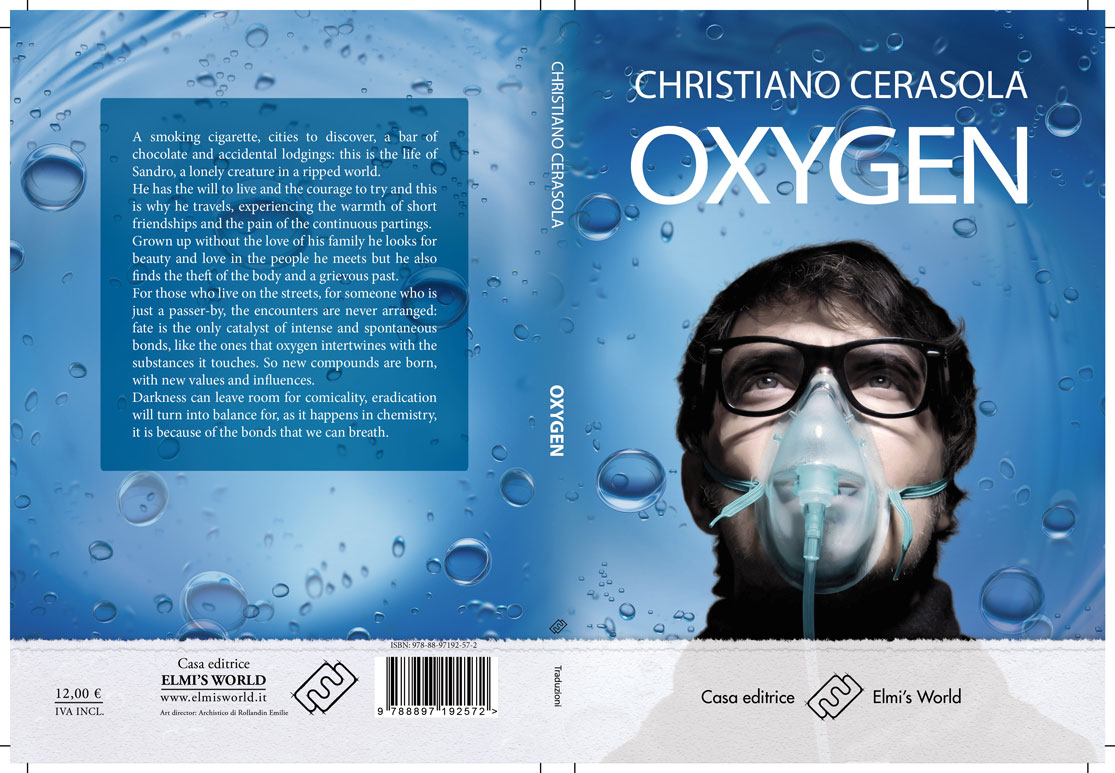 A smoking cigarette, cities to discover, a bar of
chocolate and accidental lodgings: this is the life of
Sandro, a lonely creature in a ripped world.
He has the will to live and the courage to try and this
is why he travels, experiencing the warmth of short
friendships and the pain of the continuous partings.
Grown up without the love of his family he looks for
beauty and love in the people he meets but he also
finds the theft of the body and a grievous past.
For those who live on the streets, for someone who is
just a passer-by, the encounters are never arranged:
fate is the only catalyst of intense and spontaneous
bonds, like the ones that oxygen intertwines with the
substances it touches. So new compounds are born,
with new values and influences.
Darkness can leave room for comicality, eradication
will turn into balance for, as it happens in chemistry,
it is because of the bonds that we can breath.
12,00 €
IVA INCL.
Casa editrice
ELMI'S WORLD
www.elmisworld.it
Art director: Archistico di Rollandin Emilie
ISBN: 978-88-97192-57-2
9 788897 192572 >
CHRISTIANO CERASOLA
OXYGEN
Traduzioni
CHRISTIANO CERASOLA
OXYGEN
Casa editrice
Elmi's World